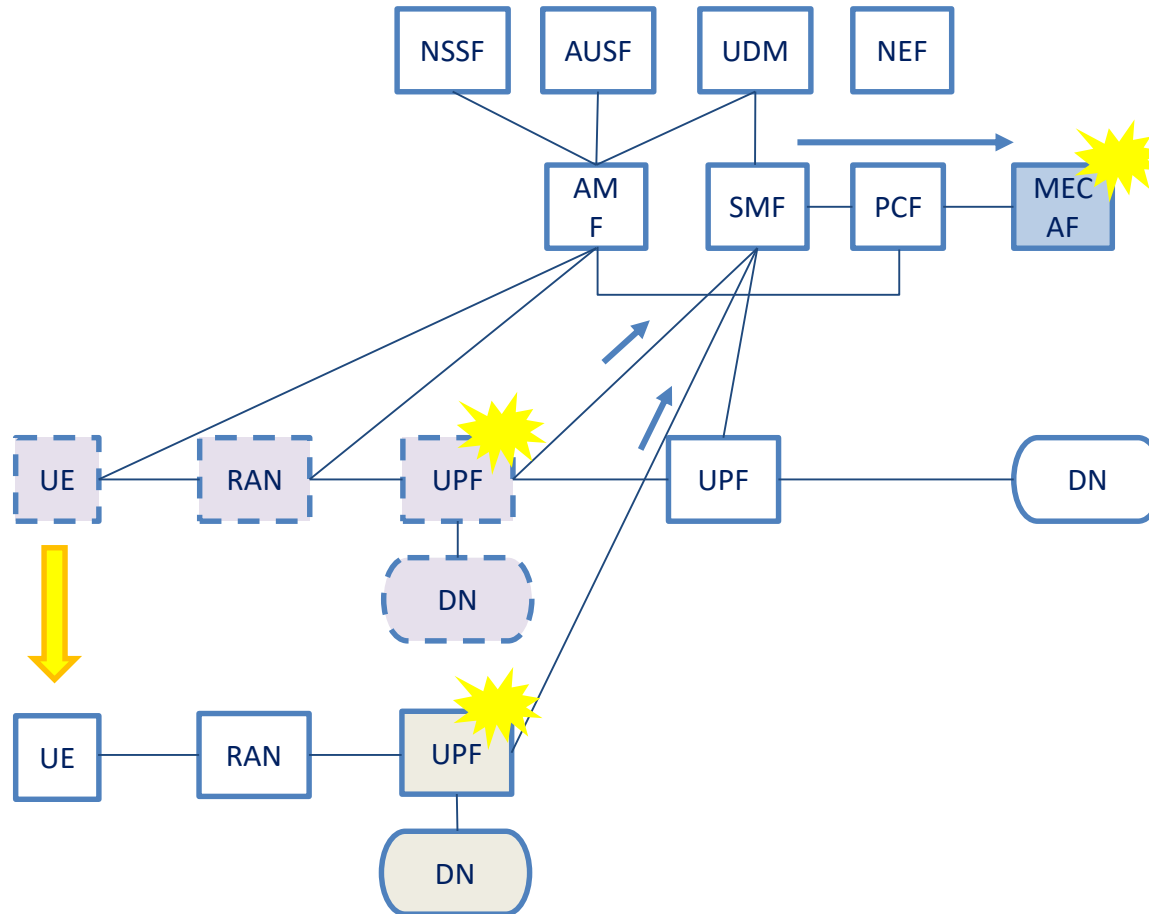 NSSF
AUSF
UDM
NEF
AM
F
SMF
PCF
MEC
AF
UE
RAN
UPF
UPF
DN
DN
UE
RAN
UPF
DN